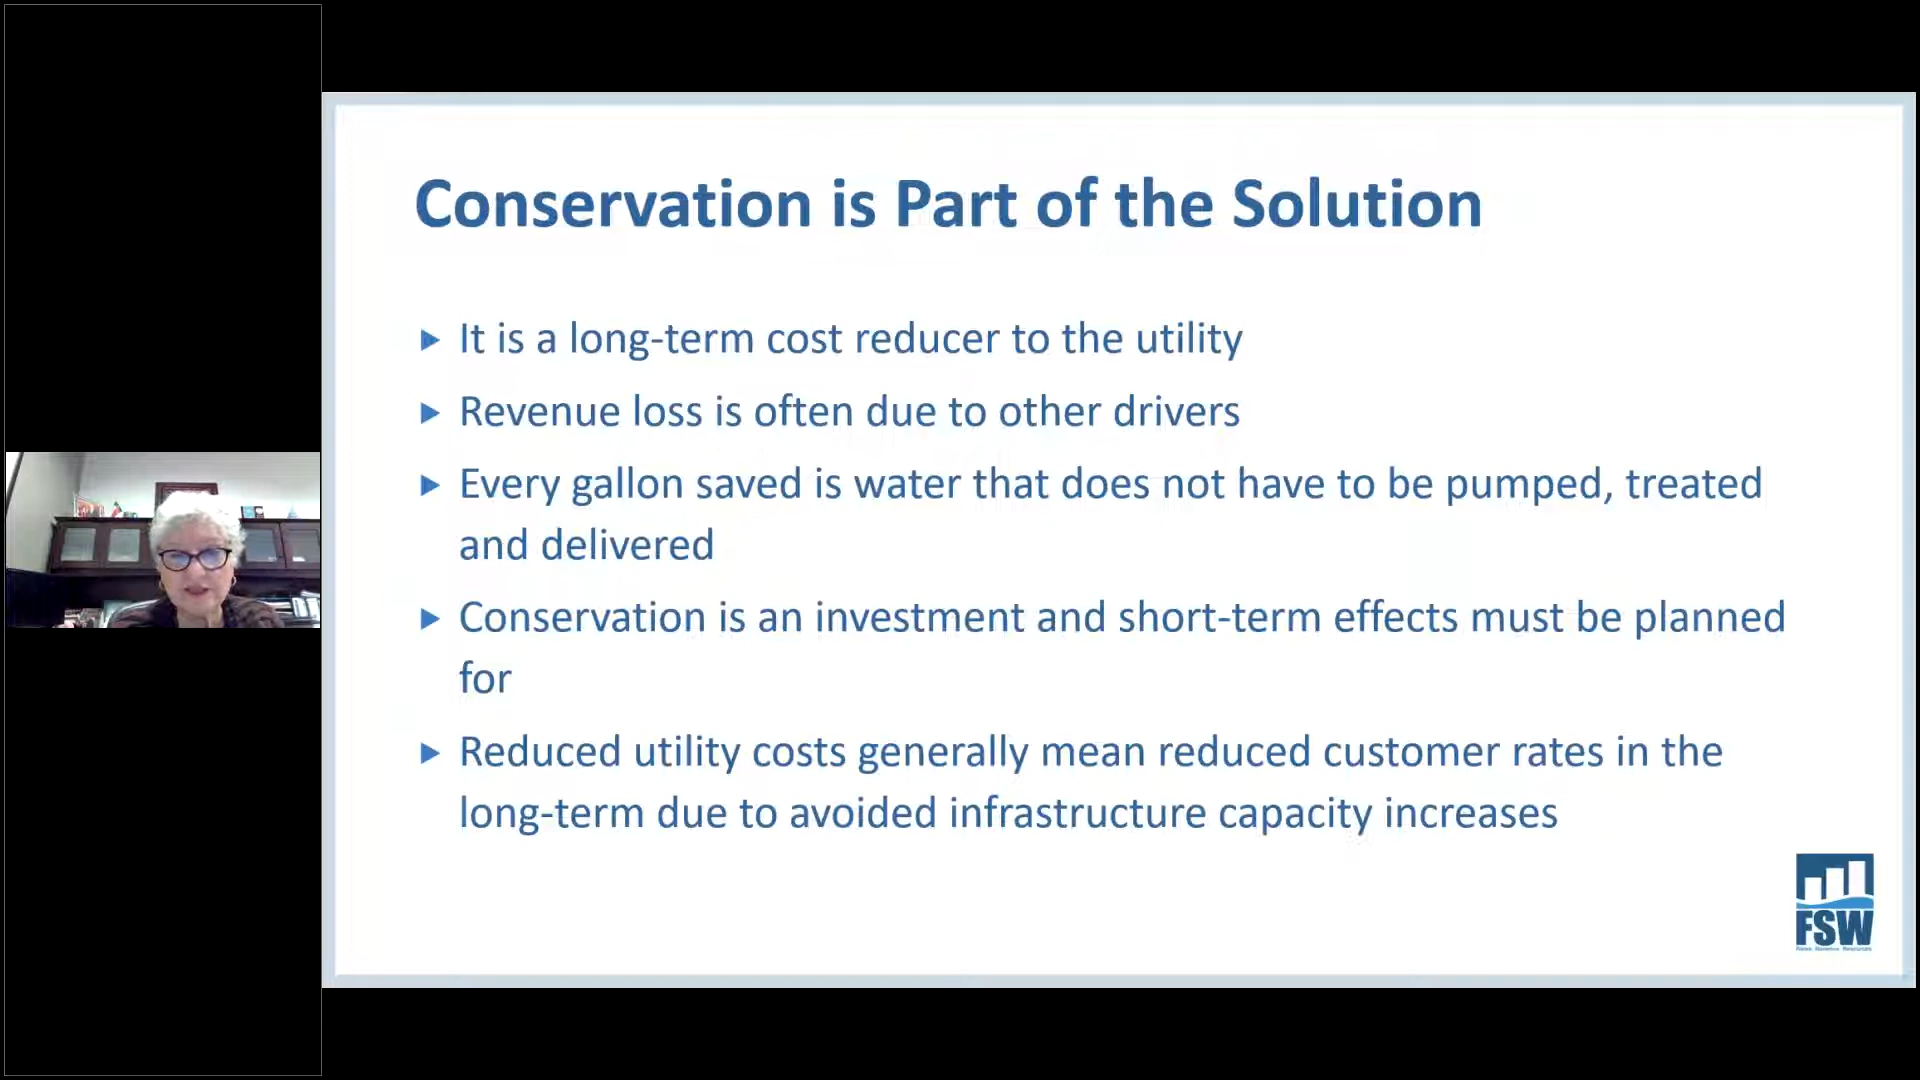 Conservation is Part of the Solution
It is a long-term cost reducer to the utility
Revenue loss is often due to other drivers
Every gallon saved is water that does not have to be pumped, treated
and delivered
Conservation is an investment and short-term effects must be planned
for
Reduced utility costs generally mean reduced customer rates in the
long-term due to avoided infrastructure capacity increases
FSW